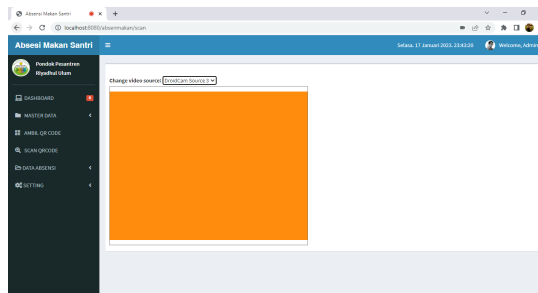 Absensi Makan Santri
localhost:8080/absenmakan/scan
Absesi Makan Santri
Selasa, 17 Januari 2023, 23:43:20
Welcome, Admin
Pondok Pesantren
Riyadhul Ulum
Change video source: DroidCam Source 3
DASHBOARD
MASTER DATA
AMBIL QR CODE
SCAN QRCODE
DATA ABSENSI
SETTING